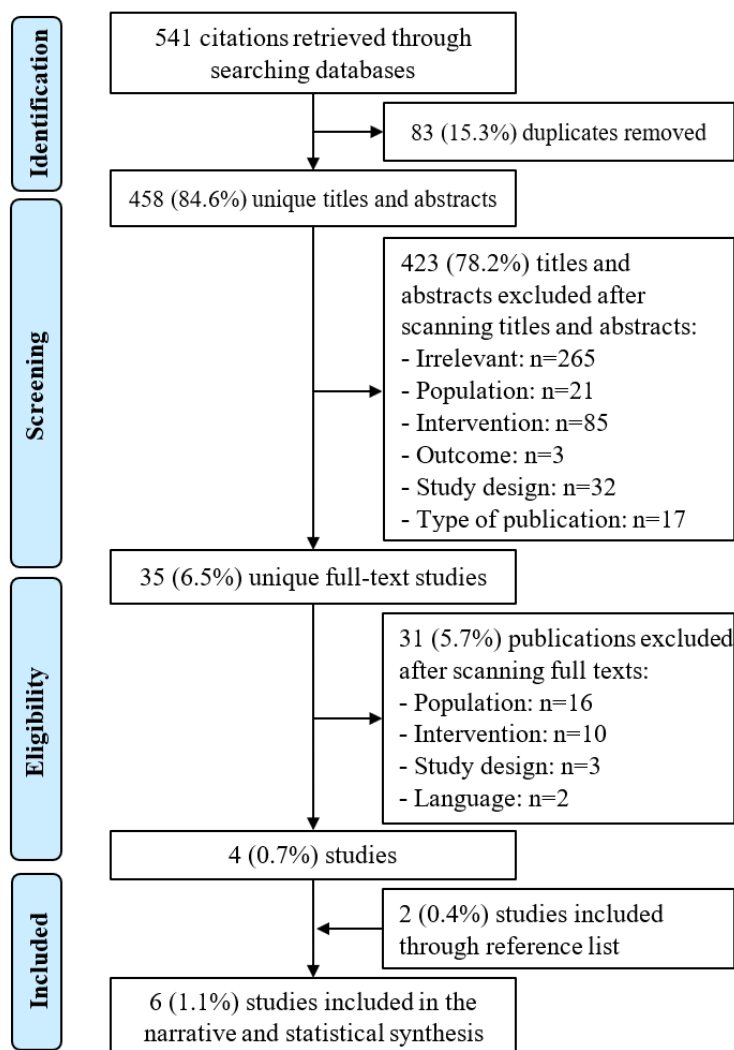 Identification
541 citations retrieved through
searching databases
83 (15.3%) duplicates removed
458 (84.6%) unique titles and abstracts
Screening
423 (78.2%) titles and
abstracts excluded after
scanning titles and abstracts:
- Irrelevant: n=265
- Population: n=21
- Intervention: n=85
- Outcome: n=3
- Study design: n=32
- Type of publication: n=17
35 (6.5%) unique full-text studies
Eligibility
31 (5.7%) publications excluded
after scanning full texts:
- Population: n=16
- Intervention: n=10
- Study design: n=3
- Language: n=2
4 (0.7%) studies
Included
2 (0.4%) studies included
through reference list
6 (1.1%) studies included in the
narrative and statistical synthesis